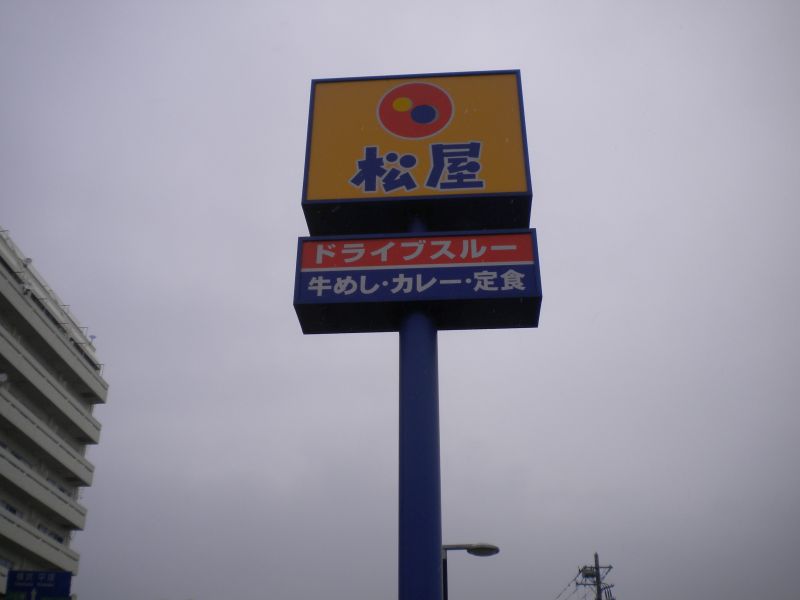 松屋
ドライブスルー
牛めし・カレー・定食